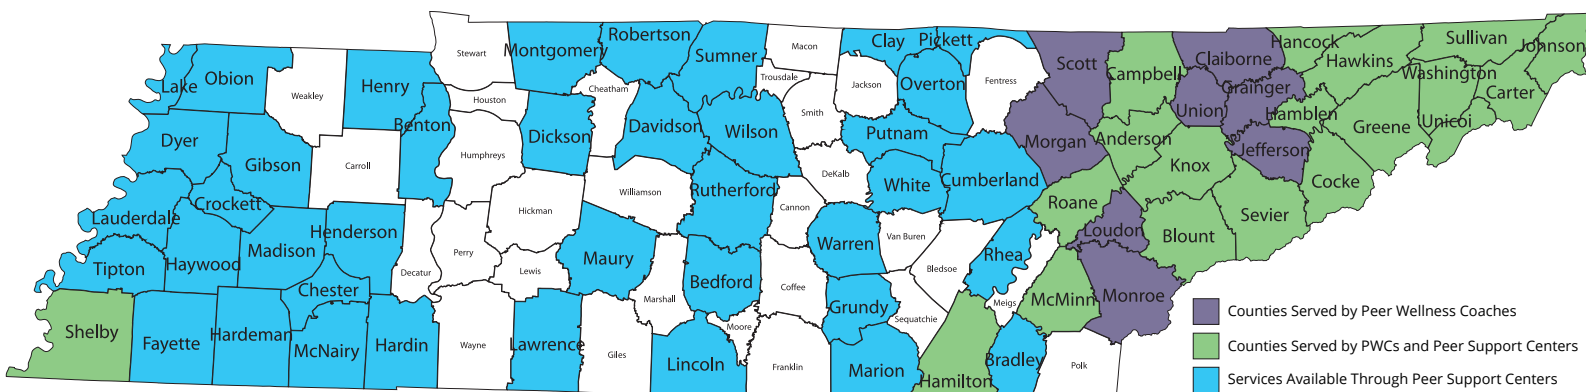 Stewart
Montgomery
Robertson
Sumner
Macon
Clay
Pickett
Scott
Campbell
Claiborne
Hancock
Hawkins
Sullivan
Johnson
Lake
Obion
Weakley
Henry
Houston
Cheatham
Trousdale
Smith
Jackson
Overton
Fentress
Union
Grainger
Hamblen
Washington
Carter
Greene
Unicoi
Dyer
Gibson
Carroll
Benton
Humphreys
Dickson
Davidson
Wilson
Putnam
Morgan
Anderson
Knox
Jefferson
Cocke
Lauderdale
Crockett
Madison
Henderson
Hickman
Williamson
Rutherford
Cannon
DeKalb
White
Cumberland
Roane
Loudon
Blount
Sevier
Tipton
Haywood
Chester
Decatur
Perry
Lewis
Maury
Marshall
Bedford
Coffee
Warren
Van Buren
Bledsoe
Rhea
Meigs
McMinn
Monroe
Shelby
Fayette
Hardeman
McNairy
Hardin
Wayne
Lawrence
Giles
Lincoln
Moore
Franklin
Grundy
Sequatchie
Marion
Hamilton
Bradley
Polk
Counties Served by Peer Wellness Coaches
Counties Served by PWCs and Peer Support Centers
Services Available Through Peer Support Centers